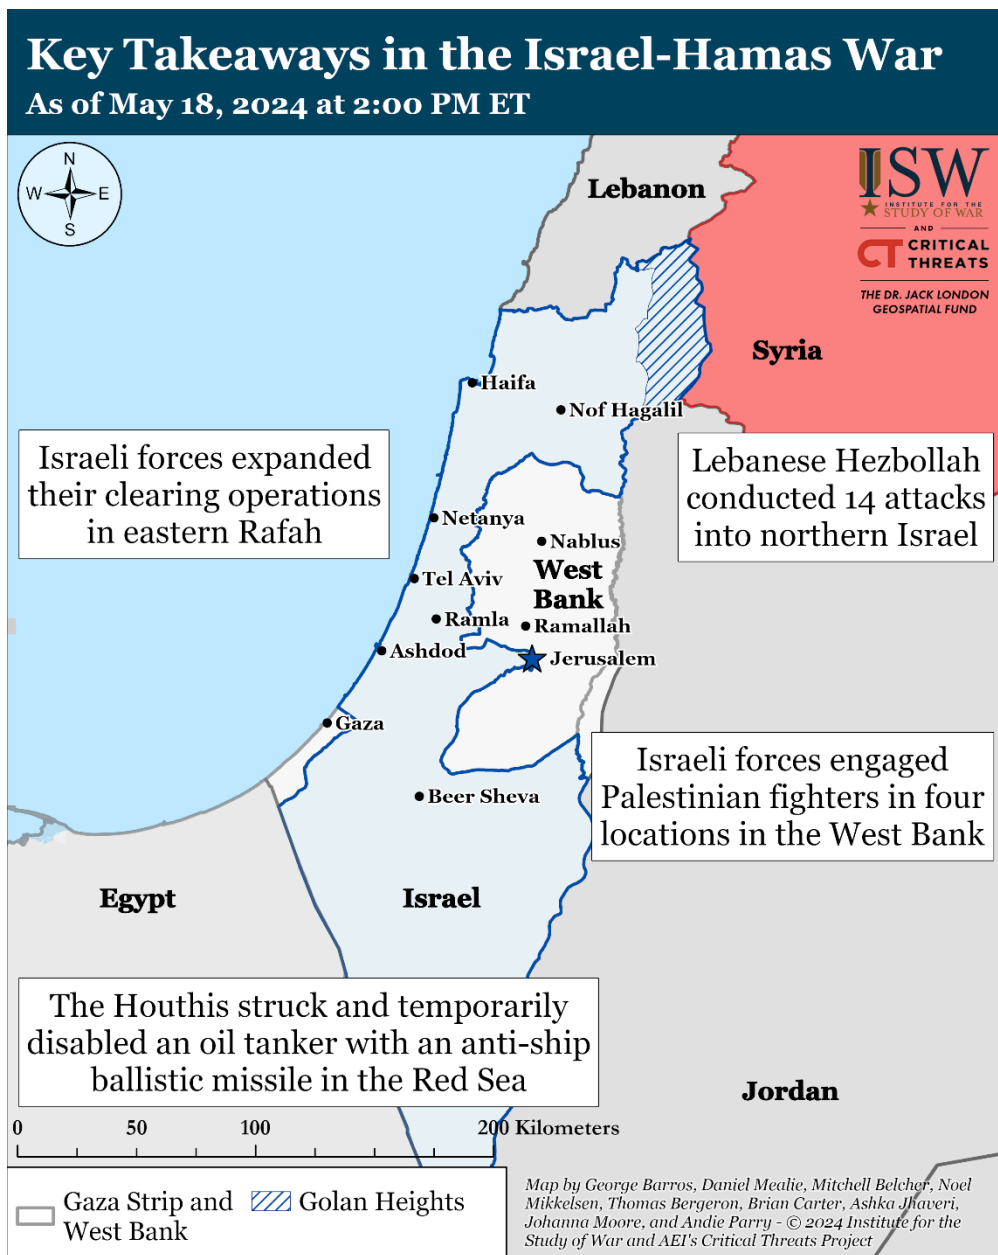 Key Takeaways in the Israel-Hamas War
As of May 18, 2024 at 2:00 PM ET
N
W
E
S
ISW
INSTITUTE FOR THE
STUDY OF WAR
AND
CT CRITICAL
THREATS
THE DR. JACK LONDON
GEOSPATIAL FUND
Lebanon
Syria
Haifa
Nof Hagalil
Israeli forces expanded
their clearing operations
in eastern Rafah
Lebanese Hezbollah
conducted 14 attacks
into northern Israel
Netanya
Nablus
West
Bank
Tel Aviv
Ramla
Ramallah
Ashdod
Jerusalem
Gaza
Beer Sheva
Israeli forces engaged
Palestinian fighters in four
locations in the West Bank
Egypt
Israel
The Houthis struck and temporarily
disabled an oil tanker with an anti-ship
ballistic missile in the Red Sea
Jordan
0 50 100 200 Kilometers
Gaza Strip and
West Bank
Golan Heights
Map by George Barros, Daniel Mealie, Mitchell Belcher, Noel
Mikkelsen, Thomas Bergeron, Brian Carter, Ashka Jhaveri,
Johanna Moore, and Andie Parry - © 2024 Institute for the
Study of War and AEI's Critical Threats Project